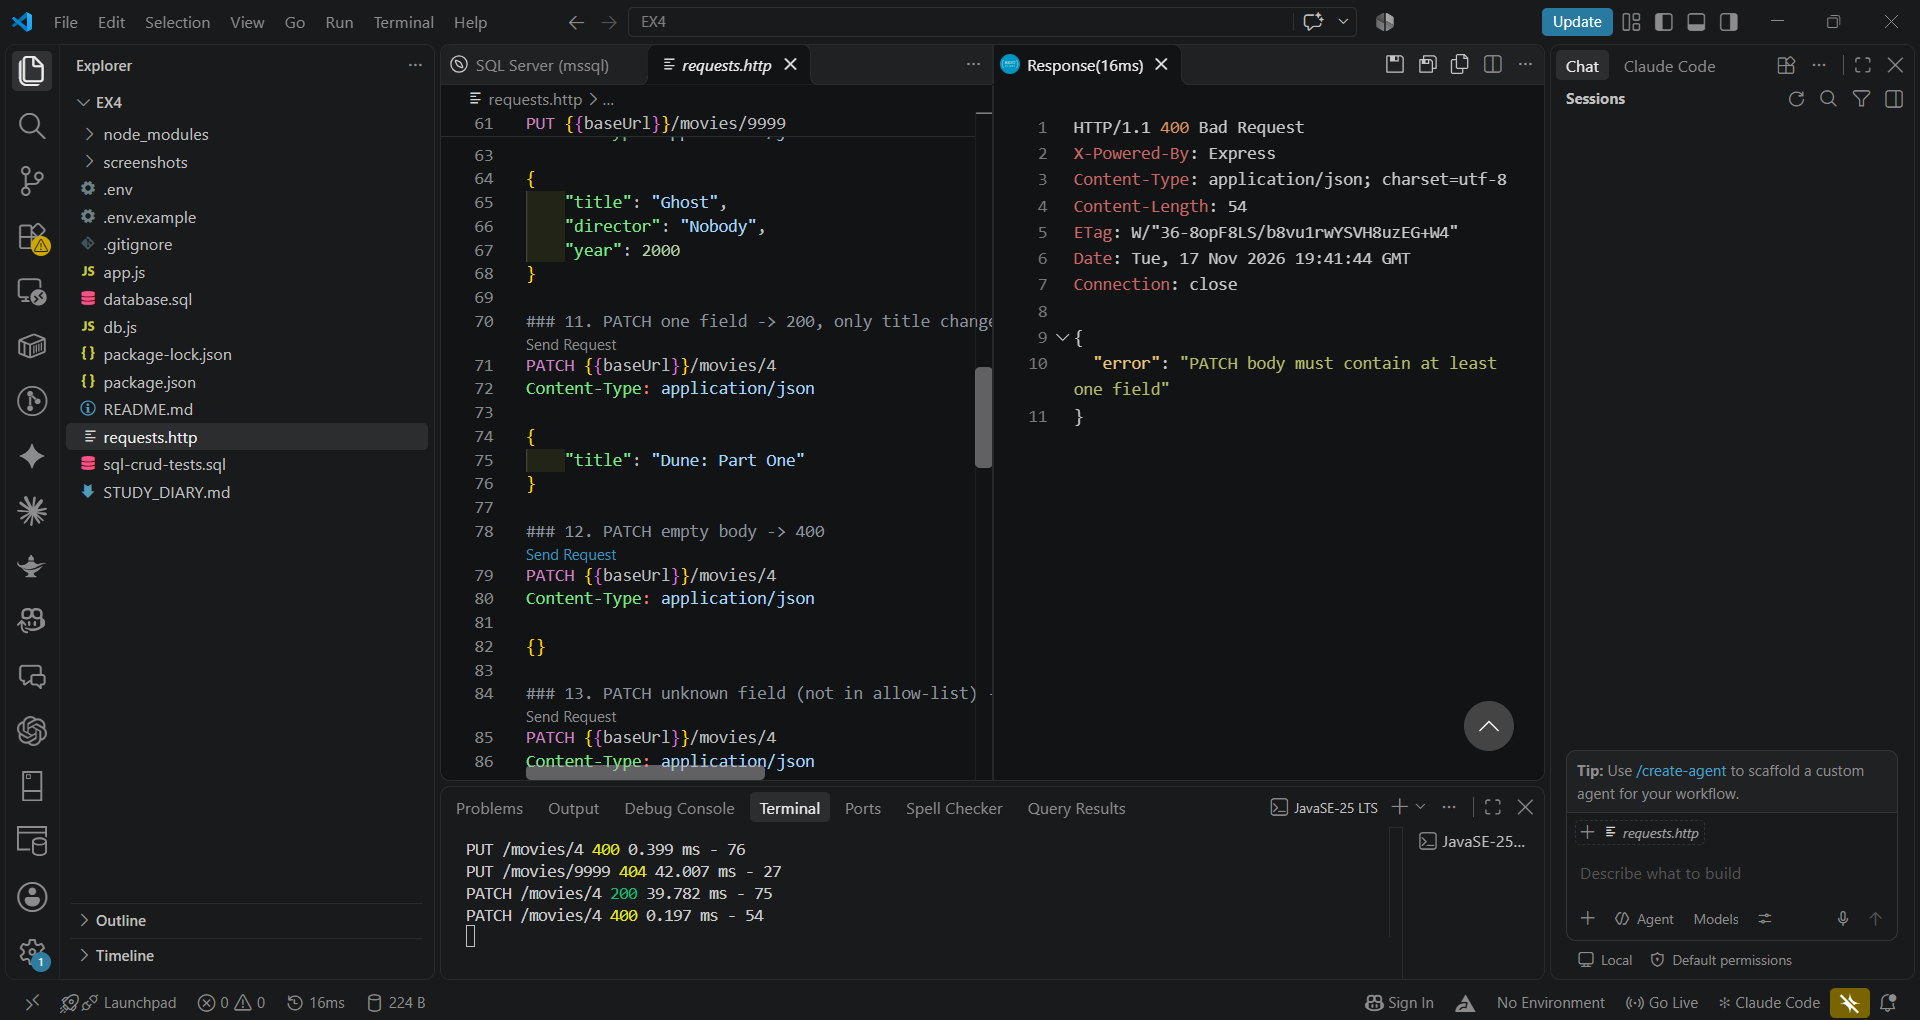 File Edit Selection View Go Run Terminal Help
EX4
Update
Explorer
EX4
node_modules
screenshots
.env
.env.example
.gitignore
JS app.js
database.sql
JS db.js
{} package-lock.json
{} package.json
README.md
requests.http
sql-crud-tests.sql
STUDY_DIARY.md
Outline
Timeline
SQL Server (mssql)
requests.http
requests.http > ...
61 PUT {{baseUrl}}/movies/9999
63
64 {
65 "title": "Ghost",
66 "director": "Nobody",
67 "year": 2000
68 }
69
70 ### 11. PATCH one field -> 200, only title change
Send Request
71 PATCH {{baseUrl}}/movies/4
72 Content-Type: application/json
73
74 {
75 "title": "Dune: Part One"
76 }
77
78 ### 12. PATCH empty body -> 400
Send Request
79 PATCH {{baseUrl}}/movies/4
80 Content-Type: application/json
81
82 {}
83
84 ### 13. PATCH unknown field (not in allow-list) -
Send Request
85 PATCH {{baseUrl}}/movies/4
86 Content-Type: application/json
Response(16ms)
1 HTTP/1.1 400 Bad Request
2 X-Powered-By: Express
3 Content-Type: application/json; charset=utf-8
4 Content-Length: 54
5 ETag: W/"36-8opF8LS/b8vu1rwYSVH8uzEG+W4"
6 Date: Tue, 17 Nov 2026 19:41:44 GMT
7 Connection: close
8
9 {
10 "error": "PATCH body must contain at least
one field"
11 }
Problems Output Debug Console Terminal Ports Spell Checker Query Results
JavaSE-25 LTS
PUT /movies/4 400 0.399 ms - 76
PUT /movies/9999 404 42.007 ms - 27
PATCH /movies/4 200 39.782 ms - 75
PATCH /movies/4 400 0.197 ms - 54
JavaSE-25...
Chat Claude Code
Sessions
Tip: Use /create-agent to scaffold a custom
agent for your workflow.
requests.http
Describe what to build
Agent Models
Local Default permissions
1
Launchpad 0 0 16ms 224 B
Sign In No Environment Go Live Claude Code